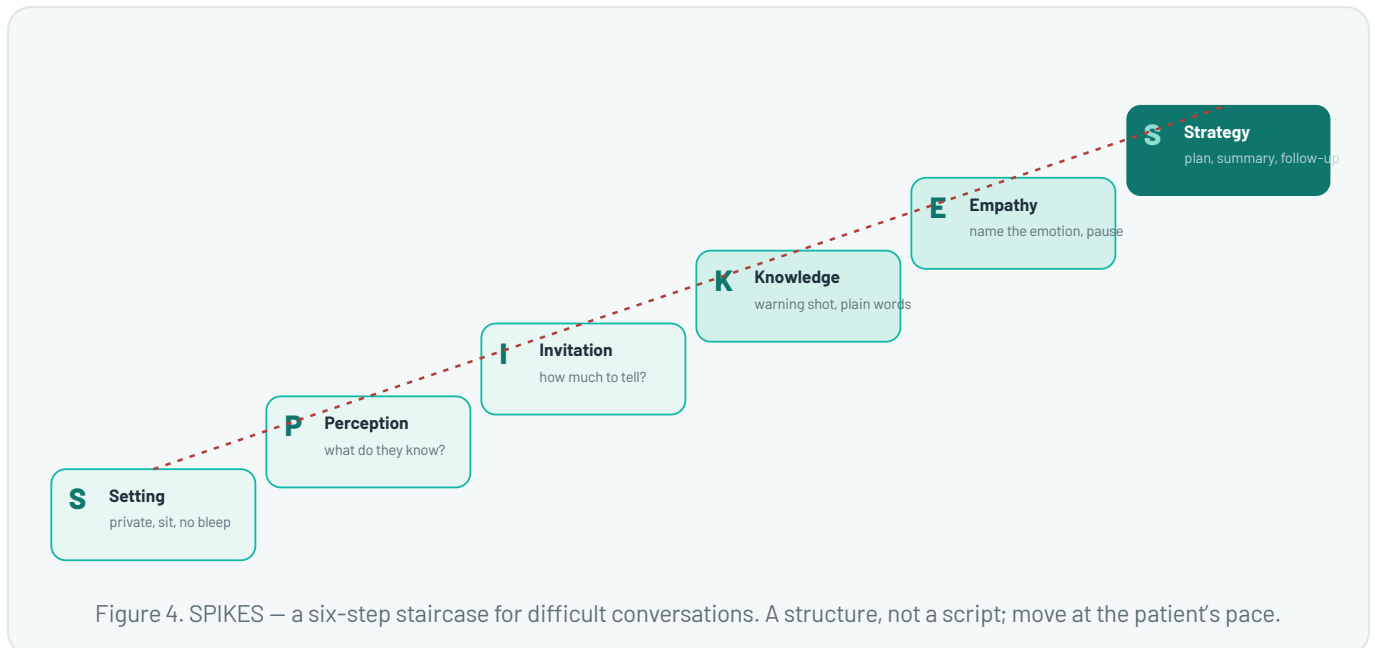 S Strategy
plan, summary, follow-up
E Empathy
name the emotion, pause
K Knowledge
warning shot, plain words
I Invitation
how much to tell?
P Perception
what do they know?
S Setting
private, sit, no bleep
Figure 4. SPIKES — a six-step staircase for difficult conversations. A structure, not a script; move at the patient's pace.